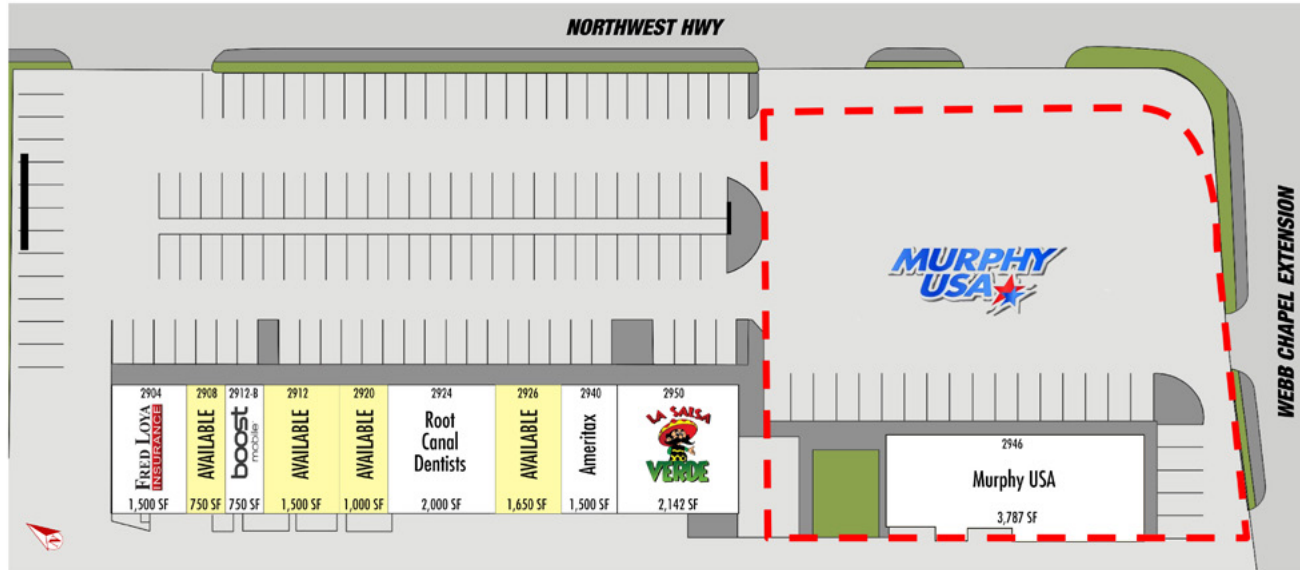 NORTHWEST HWY
WEBB CHAPEL EXTENSION
MURPHY
USA
2904
FRED LOYA
INSURANCE
1,500 SF
2908
AVAILABLE
750 SF
2912-B
boost
mobile
750 SF
2912
AVAILABLE
1,500 SF
2920
AVAILABLE
1,000 SF
2924
Root
Canal
Dentists
2,000 SF
2926
AVAILABLE
1,650 SF
2940
Ameritax
1,500 SF
2950
LA SALSA
VERDE
2,142 SF
2946
Murphy USA
3,787 SF
N